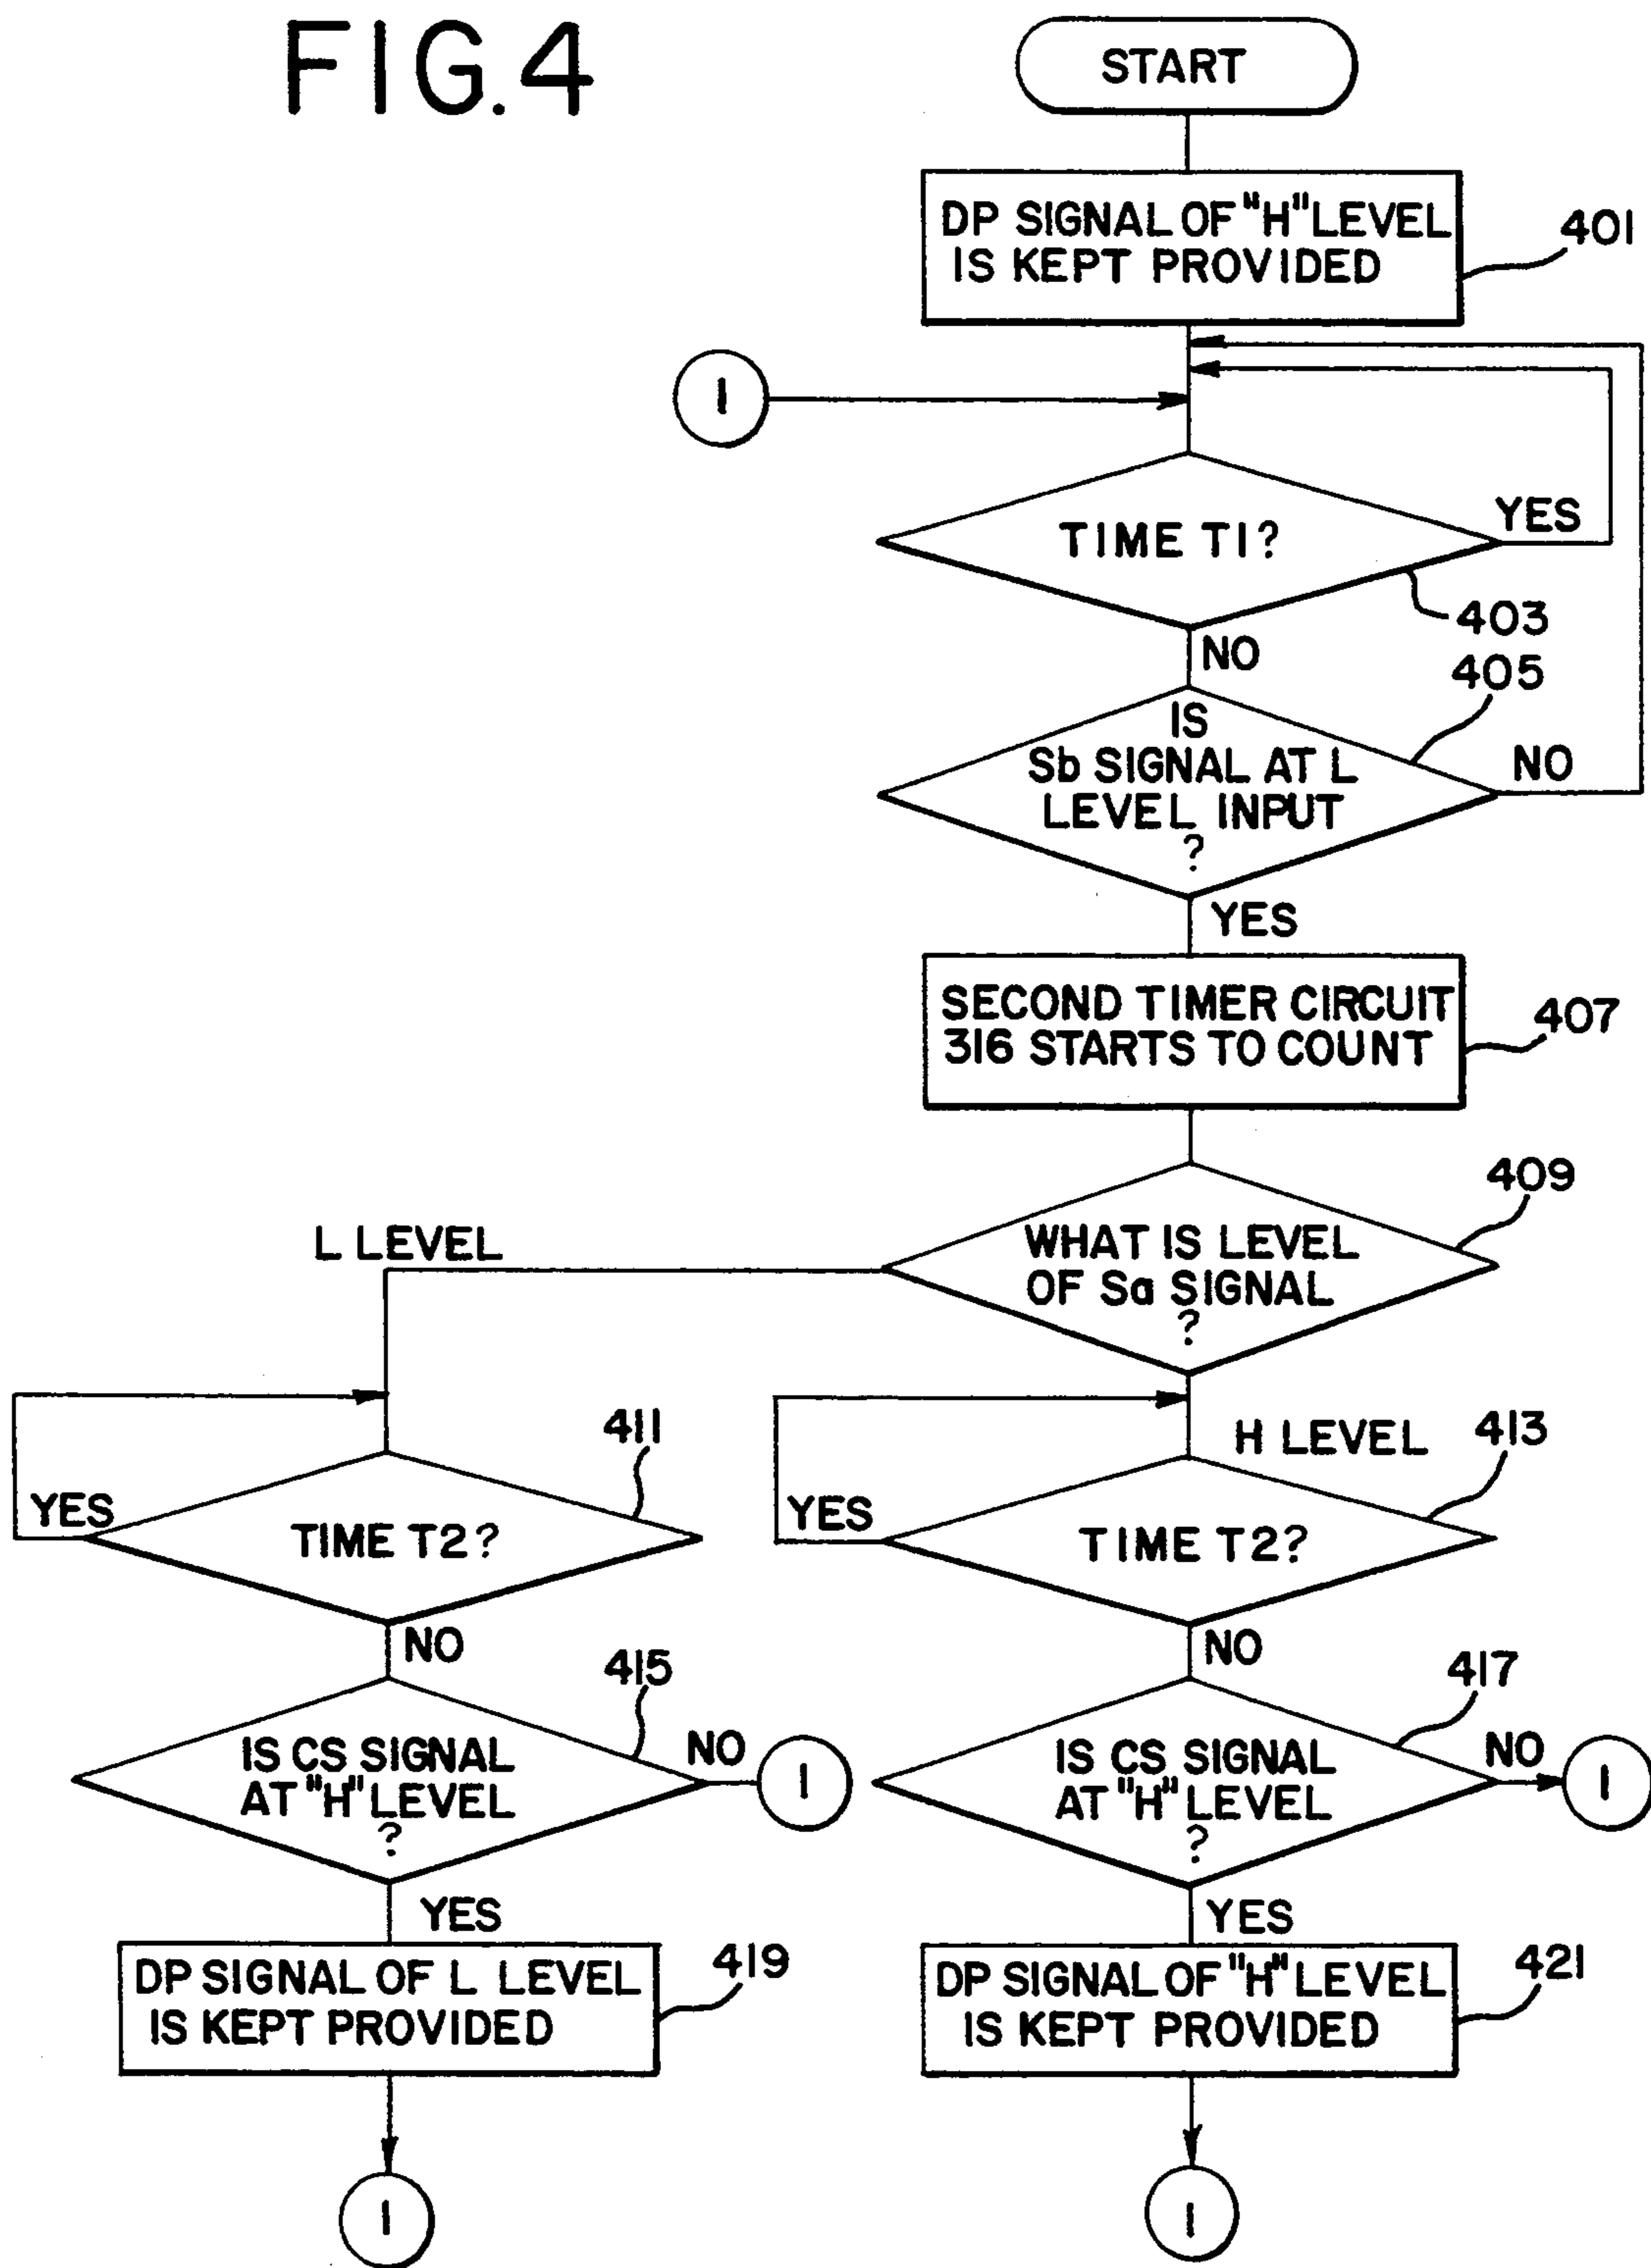 FIG.4
START
DP SIGNAL OF "H" LEVEL
IS KEPT PROVIDED
401
1
TIME T1?
YES
403
NO
405
IS
Sb SIGNAL AT L
LEVEL INPUT
?
NO
YES
SECOND TIMER CIRCUIT
316 STARTS TO COUNT
407
409
L LEVEL
WHAT IS LEVEL
OF Sa SIGNAL
?
411
H LEVEL
413
YES
TIME T2?
YES
TIME T2?
NO
NO
415
417
IS CS SIGNAL
AT "H" LEVEL
?
NO
1
IS CS SIGNAL
AT "H" LEVEL
?
NO
1
YES
YES
DP SIGNAL OF L LEVEL
IS KEPT PROVIDED
419
DP SIGNAL OF "H" LEVEL
IS KEPT PROVIDED
421
1
1